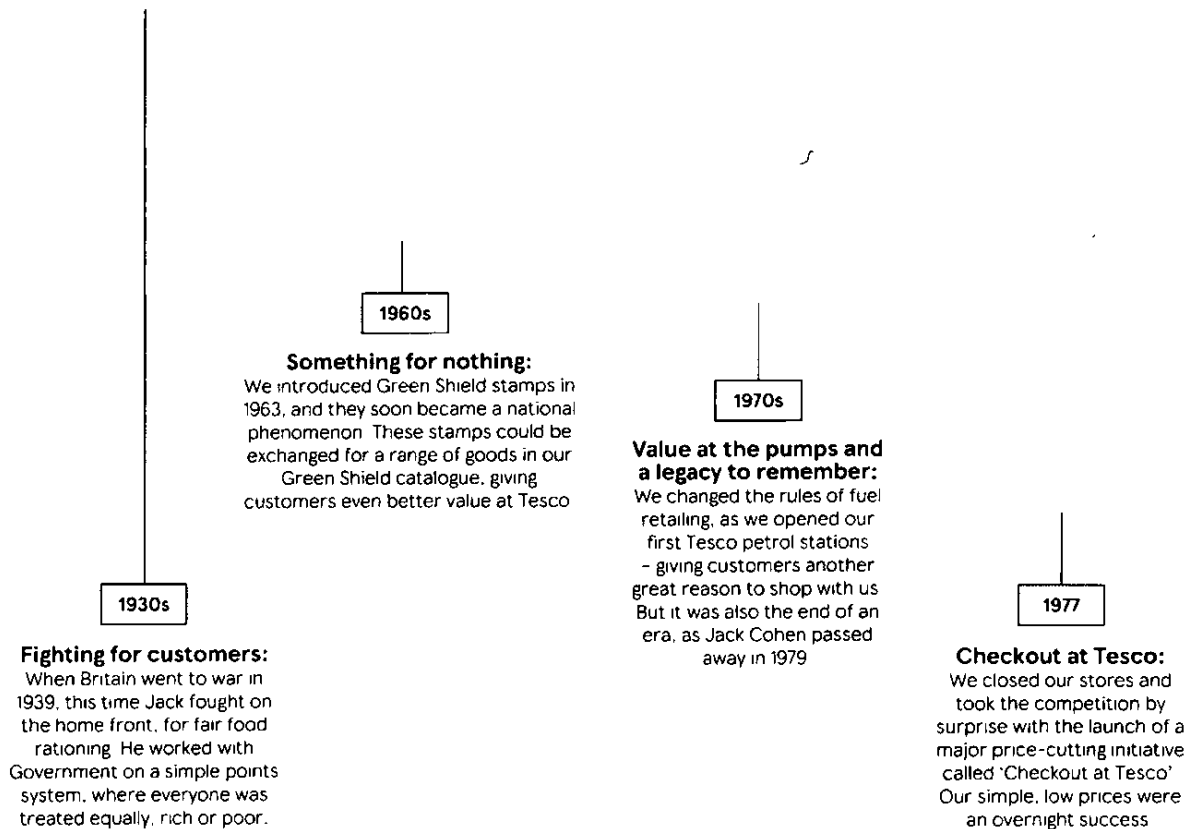 1930s
Fighting for customers:
When Britain went to war in
1939, this time Jack fought on
the home front, for fair food
rationing He worked with
Government on a simple points
system, where everyone was
treated equally, rich or poor.
1960s
Something for nothing:
We introduced Green Shield stamps in
1963, and they soon became a national
phenomenon These stamps could be
exchanged for a range of goods in our
Green Shield catalogue, giving
customers even better value at Tesco
1970s
Value at the pumps and
a legacy to remember:
We changed the rules of fuel
retailing, as we opened our
first Tesco petrol stations
– giving customers another
great reason to shop with us
But it was also the end of an
era, as Jack Cohen passed
away in 1979
1977
Checkout at Tesco:
We closed our stores and
took the competition by
surprise with the launch of a
major price-cutting initiative
called 'Checkout at Tesco'
Our simple, low prices were
an overnight success